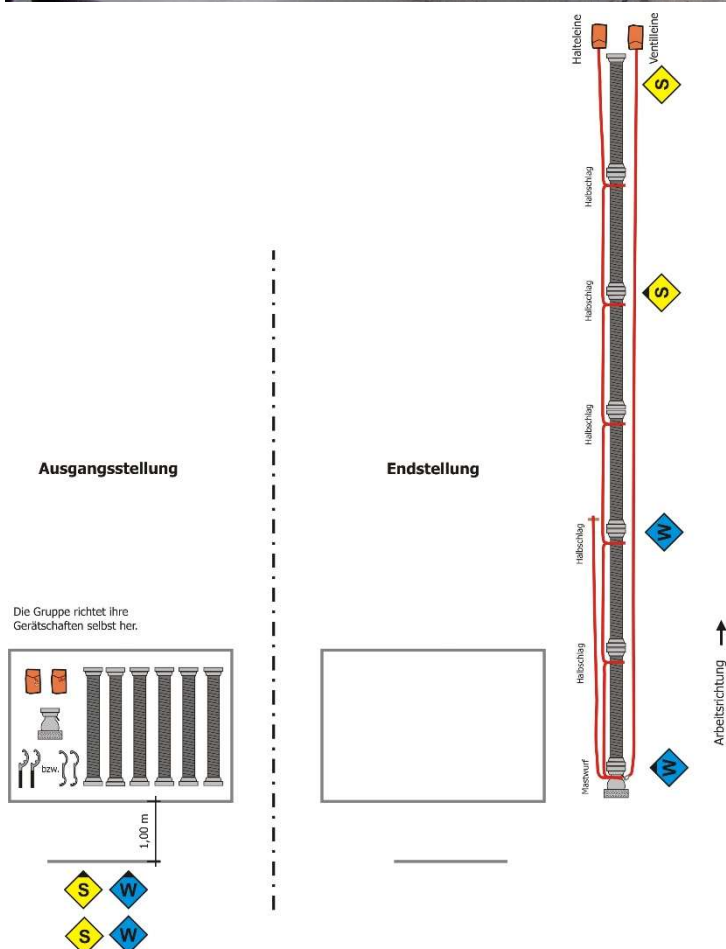 Halteleine
Ventilleine
S
Halbschlag
Halbschlag
S
Halbschlag
Ausgangsstellung
Endstellung
Halbschlag
W
Die Gruppe richtet ihre
Gerätschaften selbst her.
Halbschlag
Arbeitsrichtung
bzw.
Mastwurf
W
1,00 m
S W
S W